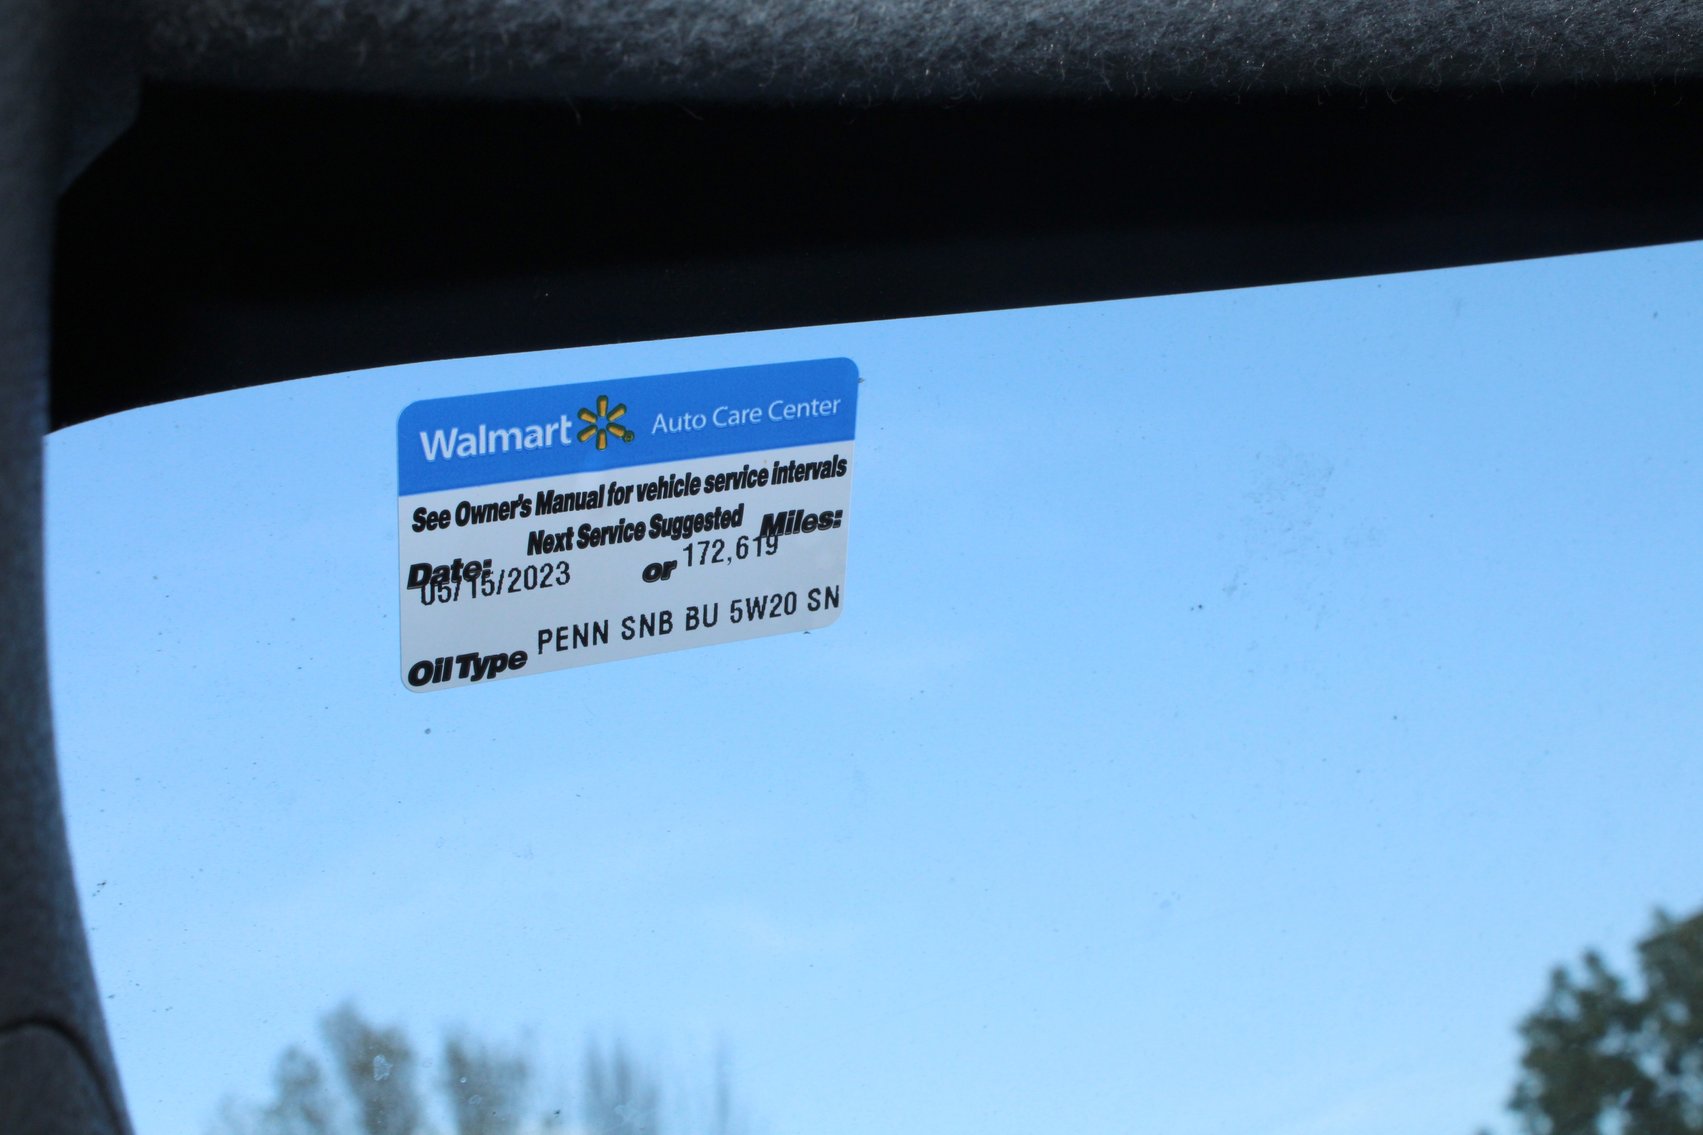 Walmart Auto Care Center
See Owner's Manual for vehicle service intervals
Next Service Suggested
Date: Miles:
05/15/2023 or 172,619
Oil Type PENN SNB BU 5W20 SN